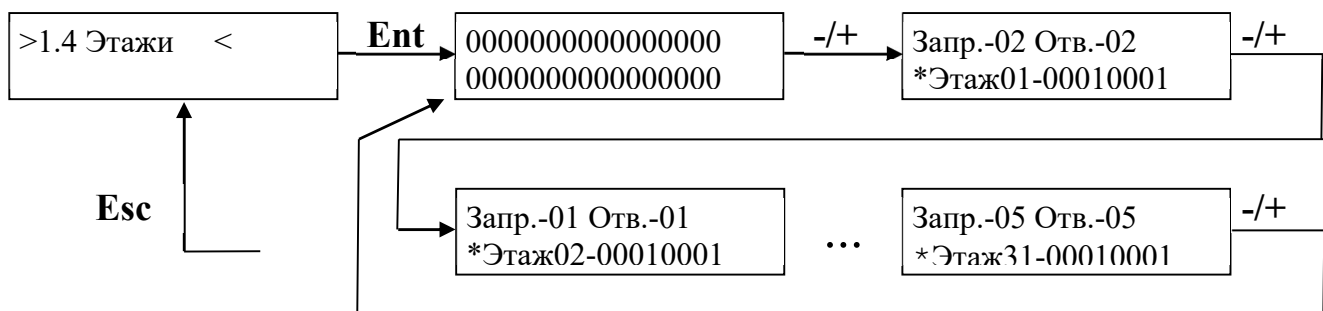 >1.4 Этажи <
Ent
0000000000000000
0000000000000000
-/+
Запр.-02 Отв.-02
*Этаж01-00010001
-/+
Esc
Запр.-01 Отв.-01
*Этаж02-00010001
...
Запр.-05 Отв.-05
*Этаж31-00010001
-/+